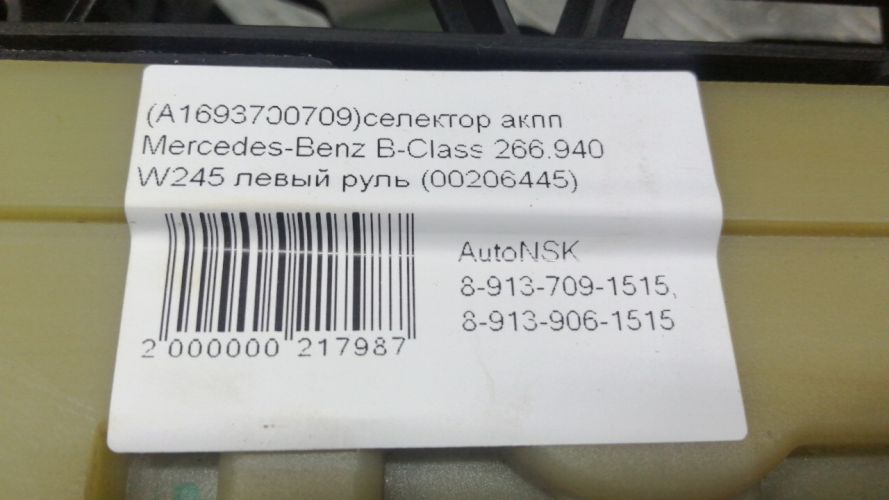 (A1693700709)селектор акпп
Mercedes-Benz B-Class 266.940
W245 левый руль (00206445)
AutoNSK
8-913-709-1515,
8-913-906-1515
2 000000 217987